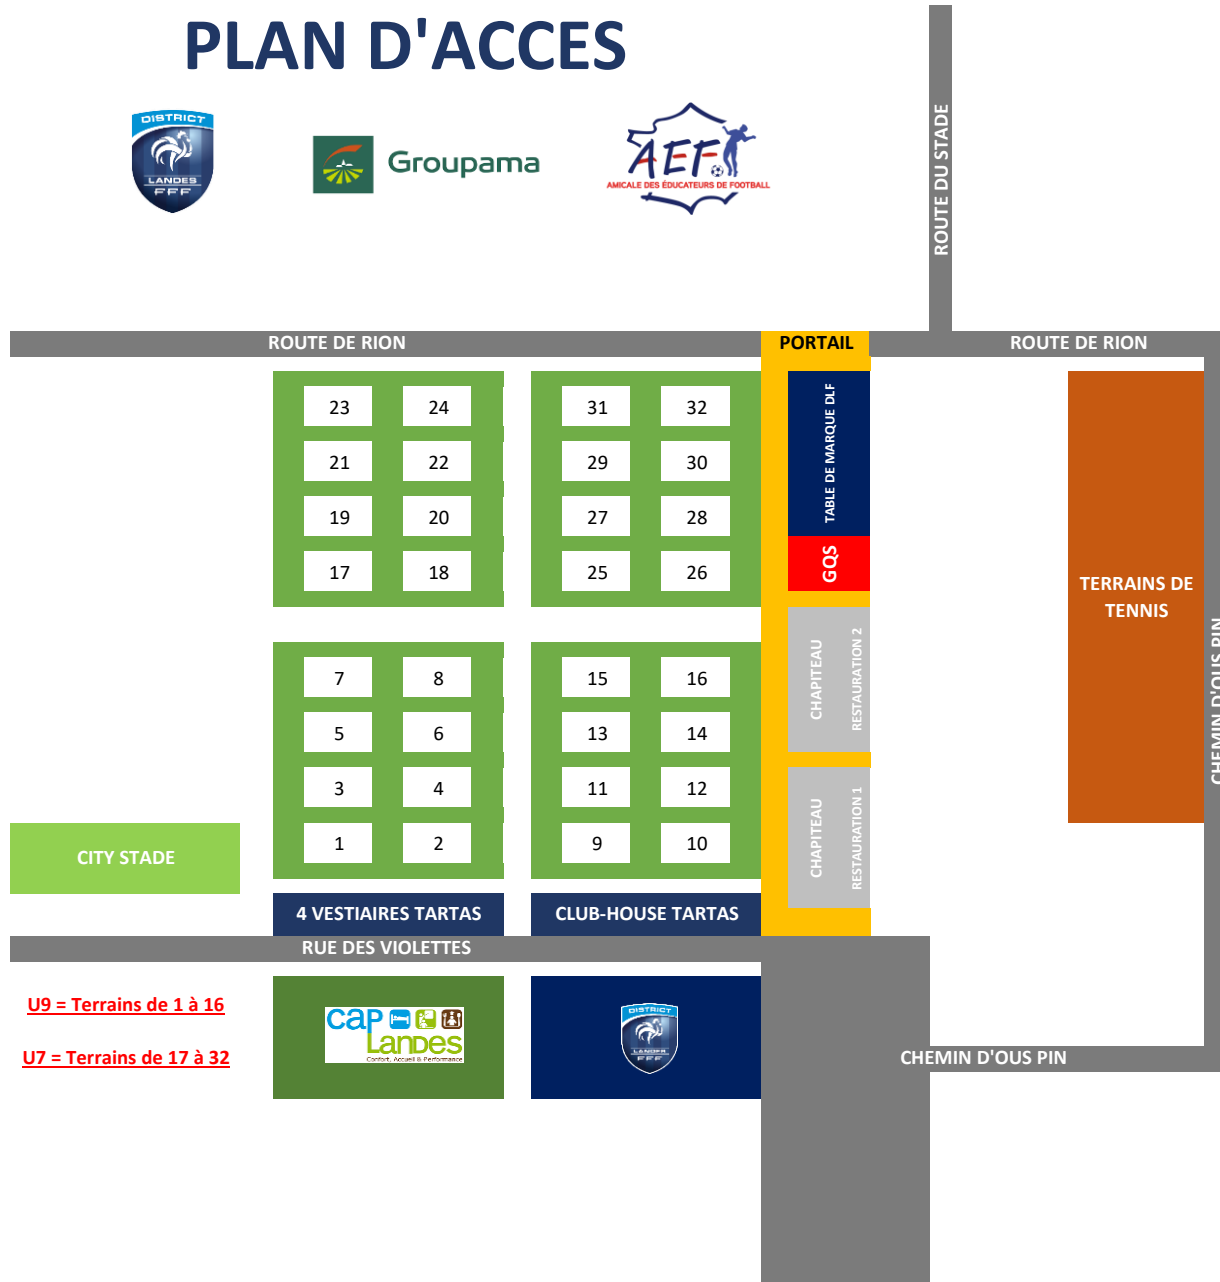 PLAN D'ACCES
DISTRICT
LANDES
FFF
Groupama
AEF
AMICALE DES ÉDUCATEURS DE FOOTBALL
ROUTE DU STADE
ROUTE DE RION
PORTAIL
ROUTE DE RION
23 24 31 32
21 22 29 30
19 20 27 28
17 18 25 26
TABLE DE MARQUE DLF
GQS
TERRAINS DE
TENNIS
CHEMIN D'OUS PIN
7 8 15 16
5 6 13 14
3 4 11 12
1 2 9 10
CHAPITEAU
RESTAURATION 2
CHAPITEAU
RESTAURATION 1
CITY STADE
4 VESTIAIRES TARTAS
CLUB-HOUSE TARTAS
RUE DES VIOLETTES
U9 = Terrains de 1 à 16
U7 = Terrains de 17 à 32
CAP
LANDES
Confort, Accueil & Performance
DISTRICT
LANDES
FFF
CHEMIN D'OUS PIN